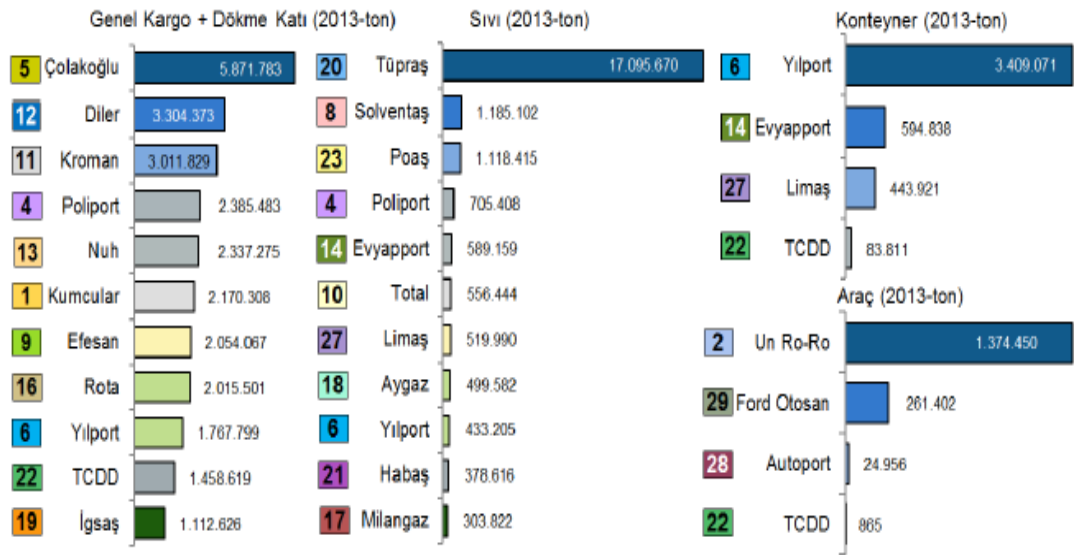 Genel Kargo + Dökme Katı (2013-ton)
5 Çolakoğlu 5.871.783
12 Diler 3.304.373
11 Kroman 3.011.829
4 Poliport 2.385.483
13 Nuh 2.337.275
1 Kumcular 2.170.308
9 Efesan 2.054.067
16 Rota 2.015.501
6 Yılport 1.767.799
22 TCDD 1.458.619
19 İgsaş 1.112.626
Sıvı (2013-ton)
20 Tüpraş 17.095.670
8 Solventaş 1.185.102
23 Poaş 1.118.415
4 Poliport 705.408
14 Evyapport 589.159
10 Total 556.444
27 Limaş 519.990
18 Aygaz 499.582
6 Yılport 433.205
21 Habaş 378.616
17 Milangaz 303.822
Konteyner (2013-ton)
6 Yılport 3.409.071
14 Evyapport 594.838
27 Limaş 443.921
22 TCDD 83.811
Araç (2013-ton)
2 Un Ro-Ro 1.374.450
29 Ford Otosan 261.402
28 Autoport 24.956
22 TCDD 865